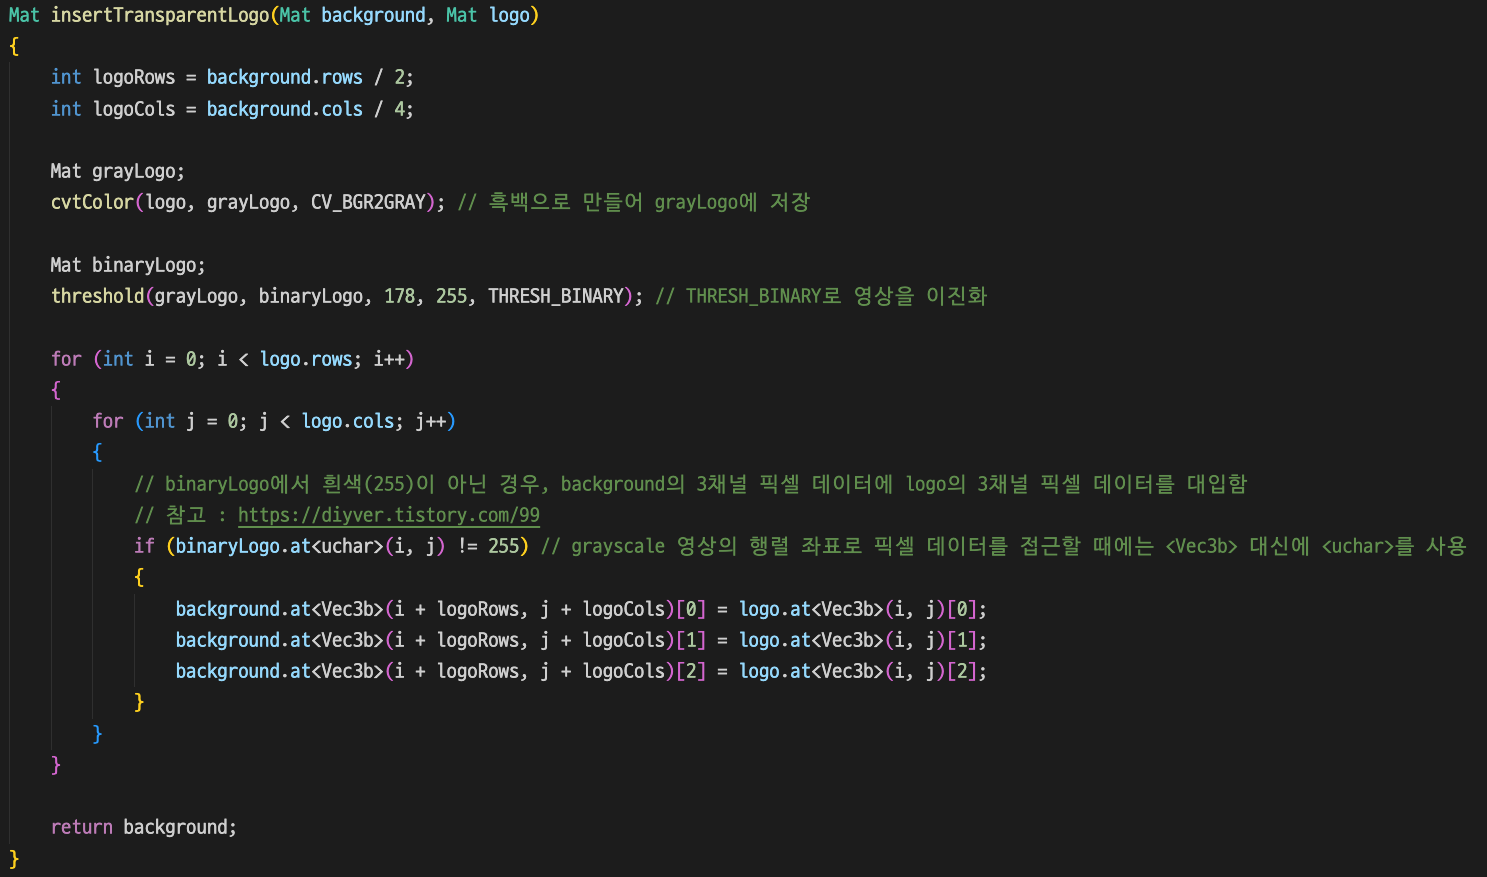 Mat insertTransparentLogo(Mat background, Mat logo)
{
    int logoRows = background.rows / 2;
    int logoCols = background.cols / 4;

    Mat grayLogo;
    cvtColor(logo, grayLogo, CV_BGR2GRAY); // 흑백으로 만들어 grayLogo에 저장

    Mat binaryLogo;
    threshold(grayLogo, binaryLogo, 178, 255, THRESH_BINARY); // THRESH_BINARY로 영상을 이진화

    for (int i = 0; i < logo.rows; i++)
    {
        for (int j = 0; j < logo.cols; j++)
        {
            // binaryLogo에서 흰색(255)이 아닌 경우, background의 3채널 픽셀 데이터에 logo의 3채널 픽셀 데이터를 대입함
            // 참고 : https://diyver.tistory.com/99
            if (binaryLogo.at<uchar>(i, j) != 255) // grayscale 영상의 행렬 좌표로 픽셀 데이터를 접근할 때에는 <Vec3b> 대신에 <uchar>를 사용
            {
                background.at<Vec3b>(i + logoRows, j + logoCols)[0] = logo.at<Vec3b>(i, j)[0];
                background.at<Vec3b>(i + logoRows, j + logoCols)[1] = logo.at<Vec3b>(i, j)[1];
                background.at<Vec3b>(i + logoRows, j + logoCols)[2] = logo.at<Vec3b>(i, j)[2];
            }
        }
    }

    return background;
}